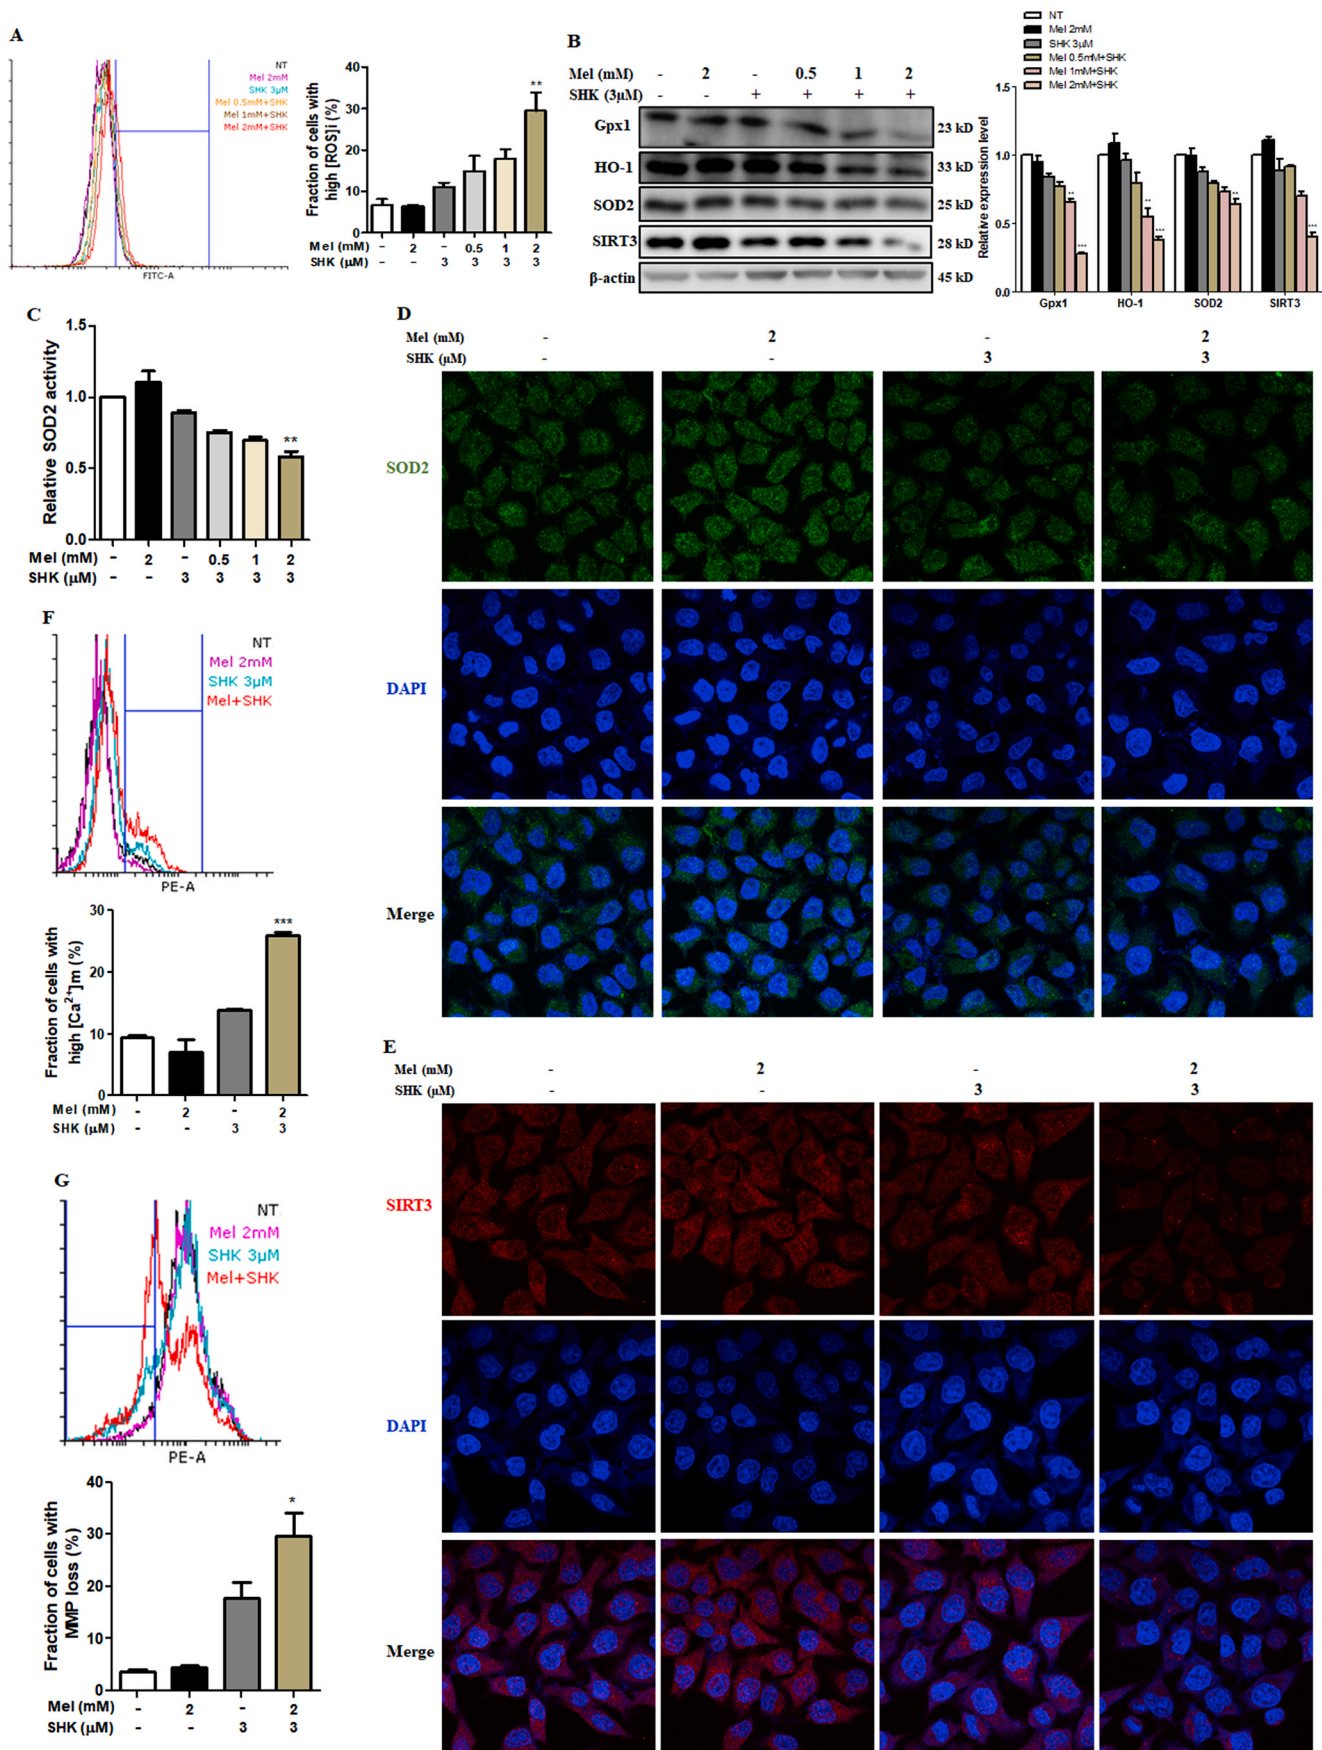 A
NT
Mel 2mM
SHK 3μM
Mel 0.5mM+SHK
Mel 1mM+SHK
Mel 2mM+SHK
FITC-A
Fraction of cells with
high [ROS]i (%)
40
30
20
10
0
**
Mel (mM) - 2 - 0.5 1 2
SHK (μM) - - 3 3 3 3
B
Mel (mM) - 2 - 0.5 1 2
SHK (3μM) - - + + + +
Gpx1 23 kD
HO-1 33 kD
SOD2 25 kD
SIRT3 28 kD
β-actin 45 kD
NT
Mel 2mM
SHK 3μM
Mel 0.5mM+SHK
Mel 1mM+SHK
Mel 2mM+SHK
Relative expression level
1.5
1.0
0.5
0.0
** *** ** *** ** ***
Gpx1 HO-1 SOD2 SIRT3
C
Relative SOD2 activity
1.5
1.0
0.5
0.0
**
Mel (mM) - 2 - 0.5 1 2
SHK (μM) - - 3 3 3 3
D
Mel (mM) - 2 - 2
SHK (μM) - - 3 3
SOD2
DAPI
Merge
E
Mel (mM) - 2 - 2
SHK (μM) - - 3 3
SIRT3
DAPI
Merge
F
NT
Mel 2mM
SHK 3μM
Mel+SHK
PE-A
Fraction of cells with
high [Ca2+]m (%)
30
20
10
0
***
Mel (mM) - 2 - 2
SHK (μM) - - 3 3
G
NT
Mel 2mM
SHK 3μM
Mel+SHK
PE-A
Fraction of cells with
MMP loss (%)
40
30
20
10
0
*
Mel (mM) - 2 - 2
SHK (μM) - - 3 3